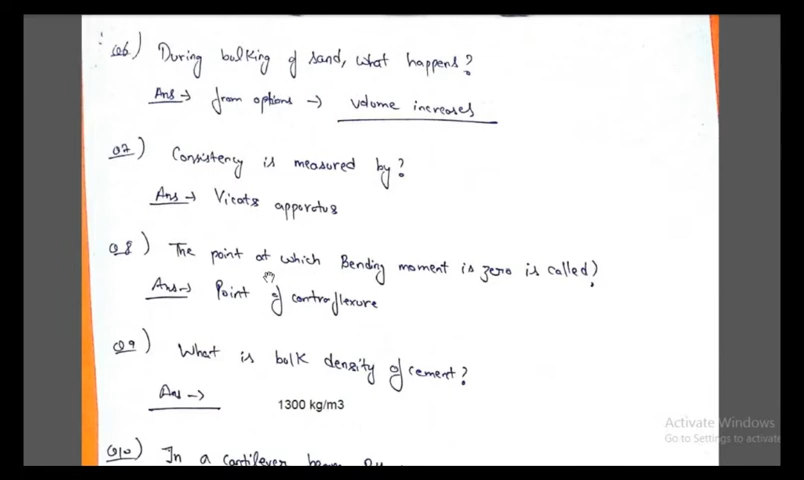 Q6) During bulking of sand, what happens?
Ans → from options → volume increases
Q7) Consistency is measured by?
Ans → Vicats apparatus
Q8) The point at which Bending moment is zero is called?
Ans → Point of contraflexure
Q9) What is bulk density of cement?
Ans → 1300 kg/m3
Activate Windows
Go to Settings to activate
Q10) In a cantilever beam